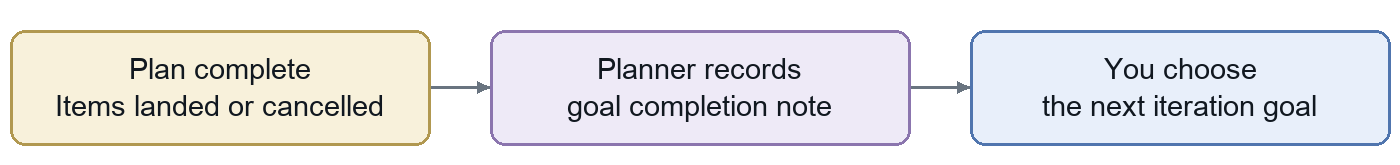 Plan complete
Items landed or cancelled
Planner records
goal completion note
You choose
the next iteration goal